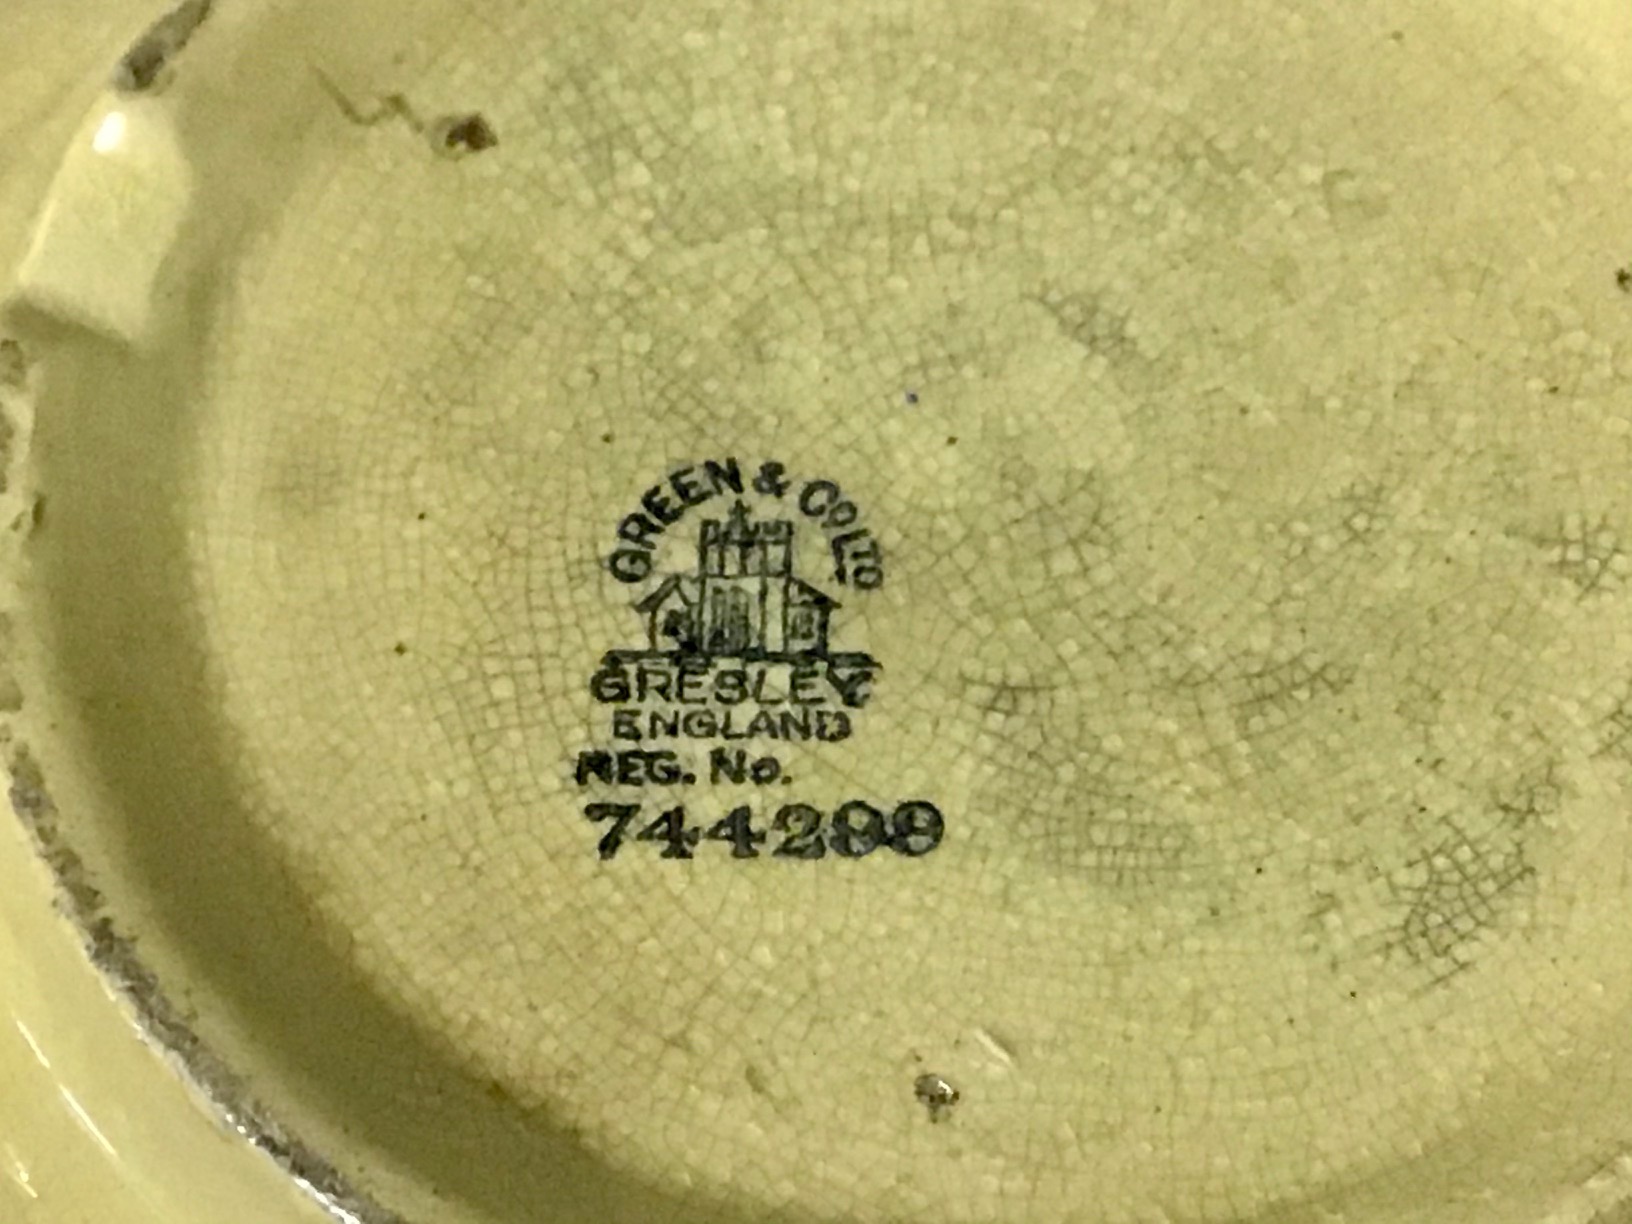 GREEN & Co LTD
GRESLEY
ENGLAND
REG. No.
744299